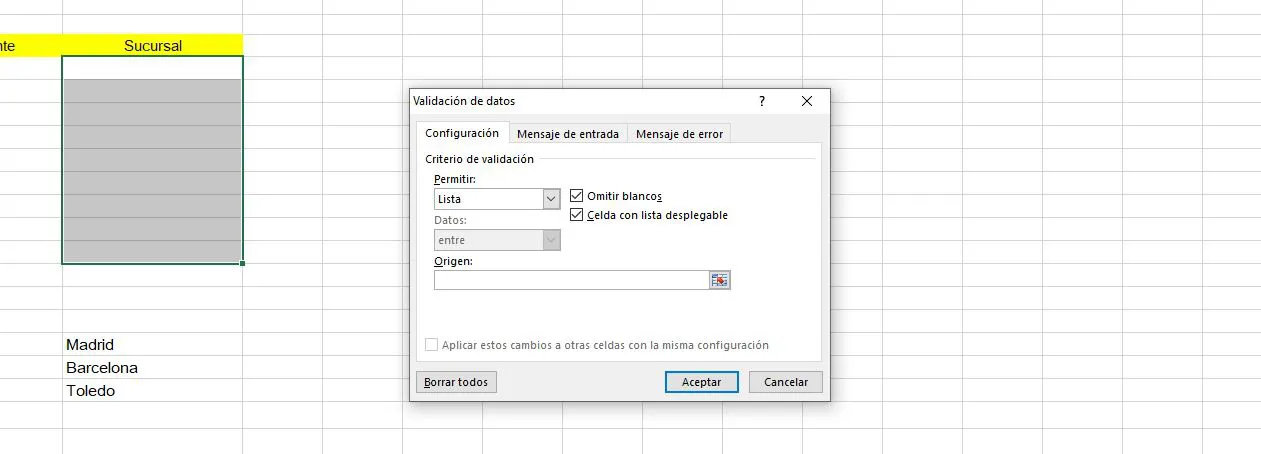 nte Sucursal
Validación de datos ?
Configuración Mensaje de entrada Mensaje de error
Criterio de validación
Permitir:
Lista Omitir blancos
Celda con lista desplegable
Datos:
entre
Origen:
Aplicar estos cambios a otras celdas con la misma configuración
Borrar todos Aceptar Cancelar
Madrid
Barcelona
Toledo